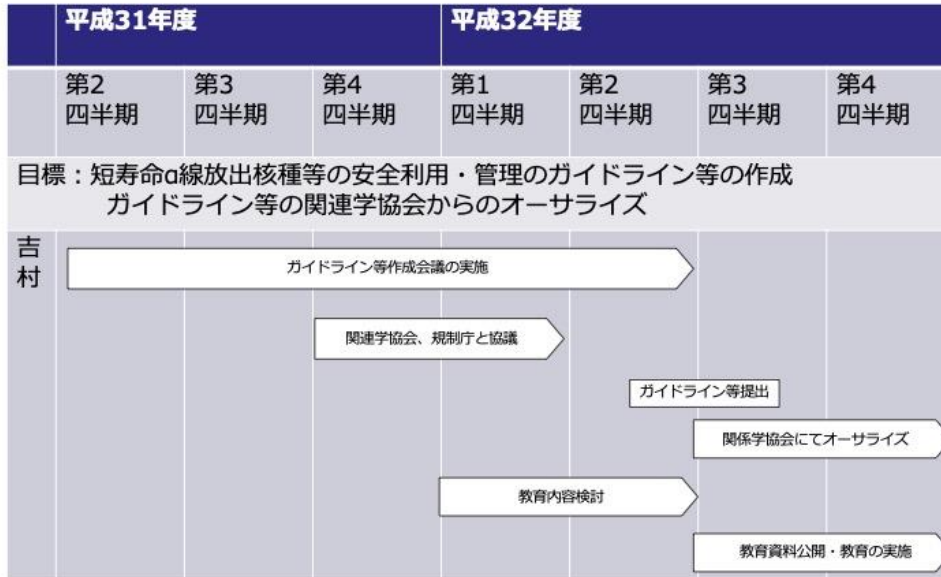 平成31年度
平成32年度
第2
四半期
第3
四半期
第4
四半期
第1
四半期
第2
四半期
第3
四半期
第4
四半期
目標：短寿命α線放出核種等の安全利用・管理のガイドライン等の作成
ガイドライン等の関連学協会からのオーサライズ
吉
村
ガイドライン等作成会議の実施
関連学協会、規制庁と協議
ガイドライン等提出
関係学協会にてオーサライズ
教育内容検討
教育資料公開・教育の実施